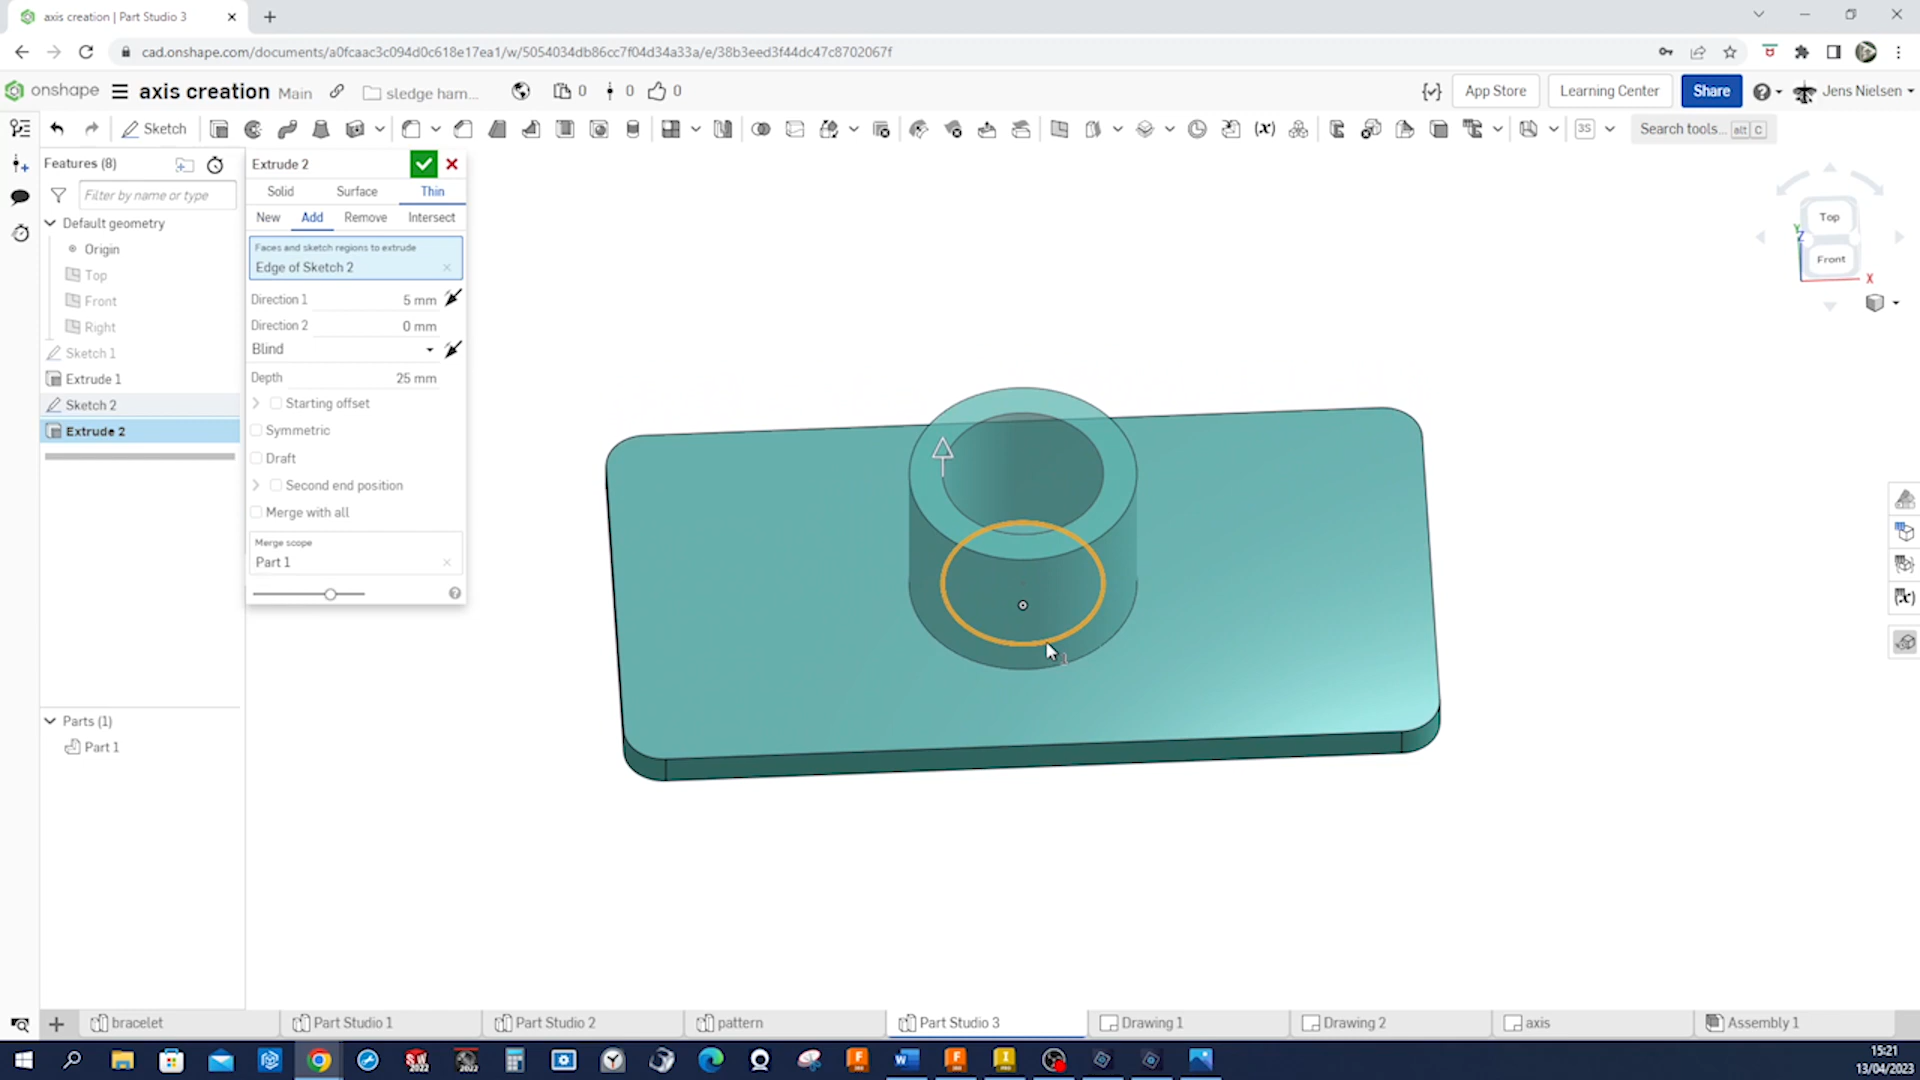 axis creation | Part Studio 3
cad.onshape.com/documents/a0fcaac3c094d0c618e17ea1/w/5054034db86cc7f04d34a33a/e/38b3eed3f44dc47c8702067f
onshape axis creation Main sledge ham... 0 0 0 App Store Learning Center Share Jens Nielsen
Sketch (x) 3S Search tools... alt C
Features (8)
Filter by name or type
Default geometry
Origin
Top
Front
Right
Sketch 1
Extrude 1
Sketch 2
Extrude 2
Parts (1)
Part 1
Extrude 2
Solid Surface Thin
New Add Remove Intersect
Faces and sketch regions to extrude
Edge of Sketch 2
Direction 1 5 mm
Direction 2 0 mm
Blind
Depth 25 mm
Starting offset
Symmetric
Draft
Second end position
Merge with all
Merge scope
Part 1
Top
Front
Y
Z
X
(x)
bracelet Part Studio 1 Part Studio 2 pattern Part Studio 3 Drawing 1 Drawing 2 axis Assembly 1
15:21
13/04/2023